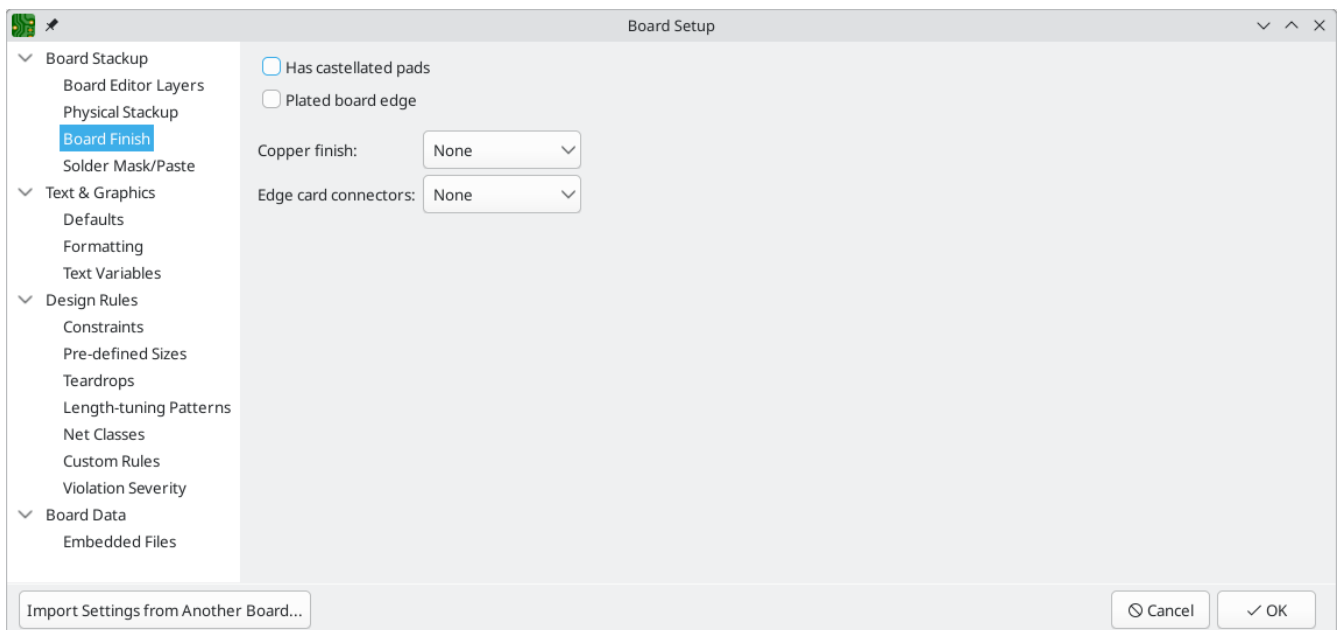 Board Setup
Board Stackup
Board Editor Layers
Physical Stackup
Board Finish
Solder Mask/Paste
Text & Graphics
Defaults
Formatting
Text Variables
Design Rules
Constraints
Pre-defined Sizes
Teardrops
Length-tuning Patterns
Net Classes
Custom Rules
Violation Severity
Board Data
Embedded Files
Has castellated pads
Plated board edge
Copper finish: None
Edge card connectors: None
Import Settings from Another Board...
Cancel
OK